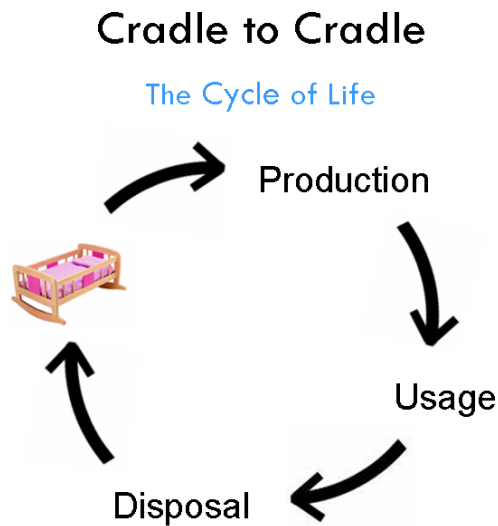 Cradle to Cradle
The Cycle of Life
Production
Usage
Disposal